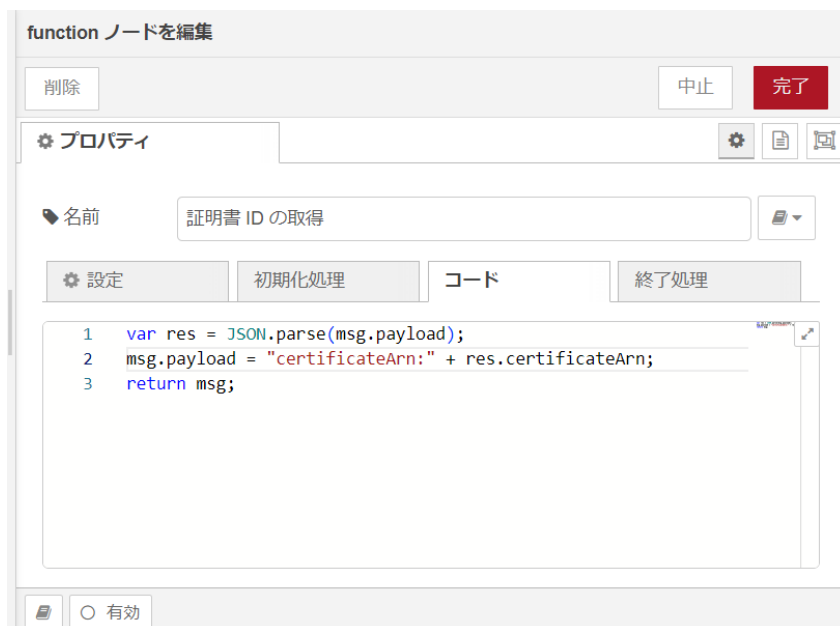 function ノードを編集
削除
中止
完了
プロパティ
名前
証明書 ID の取得
設定
初期化処理
コード
終了処理
1 var res = JSON.parse(msg.payload);
2 msg.payload = "certificateArn:" + res.certificateArn;
3 return msg;
有効